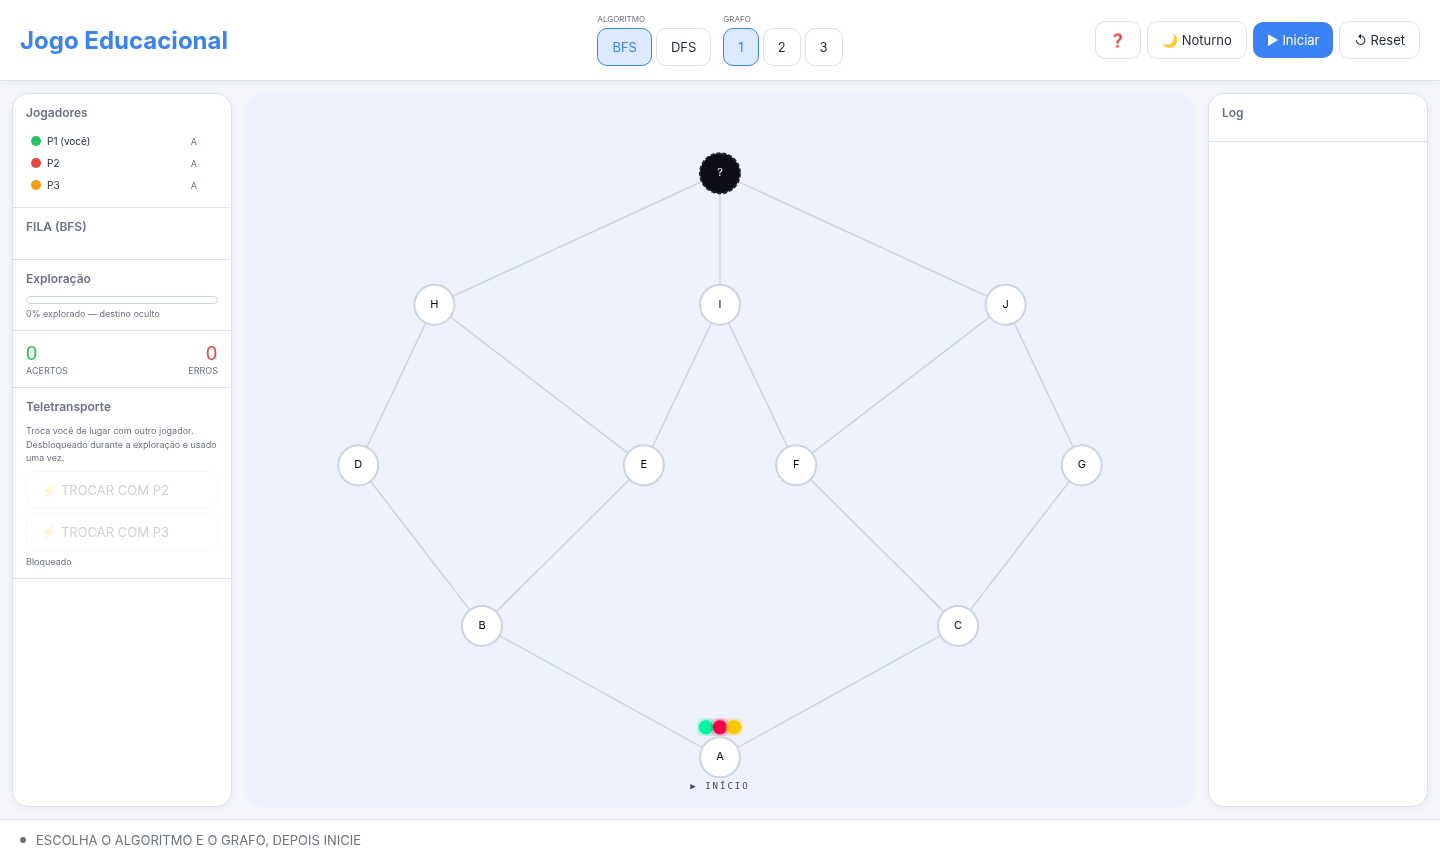 Jogo Educacional
ALGORITMO
BFS
DFS
GRAFO
1
2
3
❓
🌙 Noturno
▶ Iniciar
↺ Reset
Jogadores
P1 (você) A
P2 A
P3 A
FILA (BFS)
Exploração
0% explorado — destino oculto
0
ACERTOS
0
ERROS
Teletransporte
Troca você de lugar com outro jogador.
Desbloqueado durante a exploração e usado
uma vez.
⚡ TROCAR COM P2
⚡ TROCAR COM P3
Bloqueado
?
H
I
J
D
E
F
G
B
C
A
▶ INÍCIO
Log
ESCOLHA O ALGORITMO E O GRAFO, DEPOIS INICIE